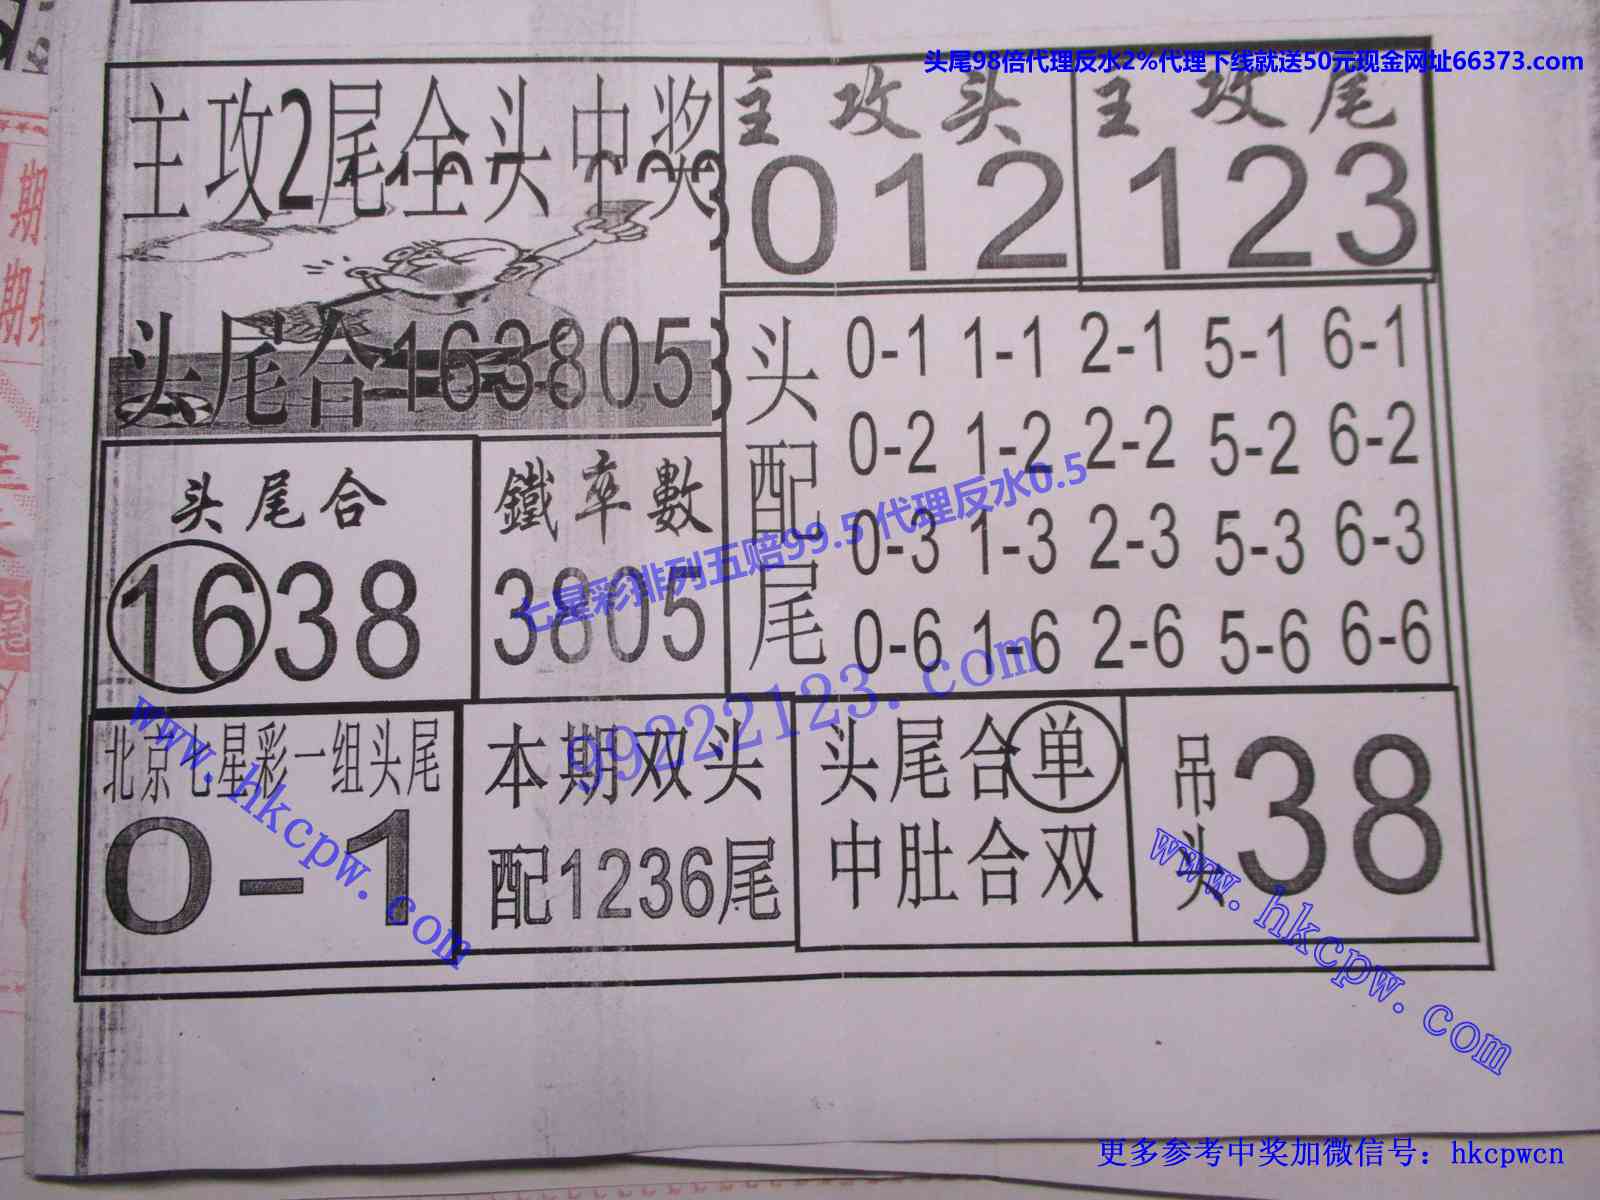 头尾98倍代理反水2%代理下线就送50元现金网址66373.com
主攻2尾全头中奖
头尾合163805
主攻头
012
主攻尾
123
头配尾
0-1 1-1 2-1 5-1 6-1
0-2 1-2 2-2 5-2 6-2
0-3 1-3 2-3 5-3 6-3
0-6 1-6 2-6 5-6 6-6
头尾合
1638
鐵率數
3805
七星彩排列五赔99.5代理反水0.5
99222123.com
北京七星彩一组头尾
0-1
本期双头
配1236尾
头尾合单
中肚合双
吊头38
www.hkcpw.com
www.hkcpw.com
更多参考中奖加微信号：hkcpwcn
期
期